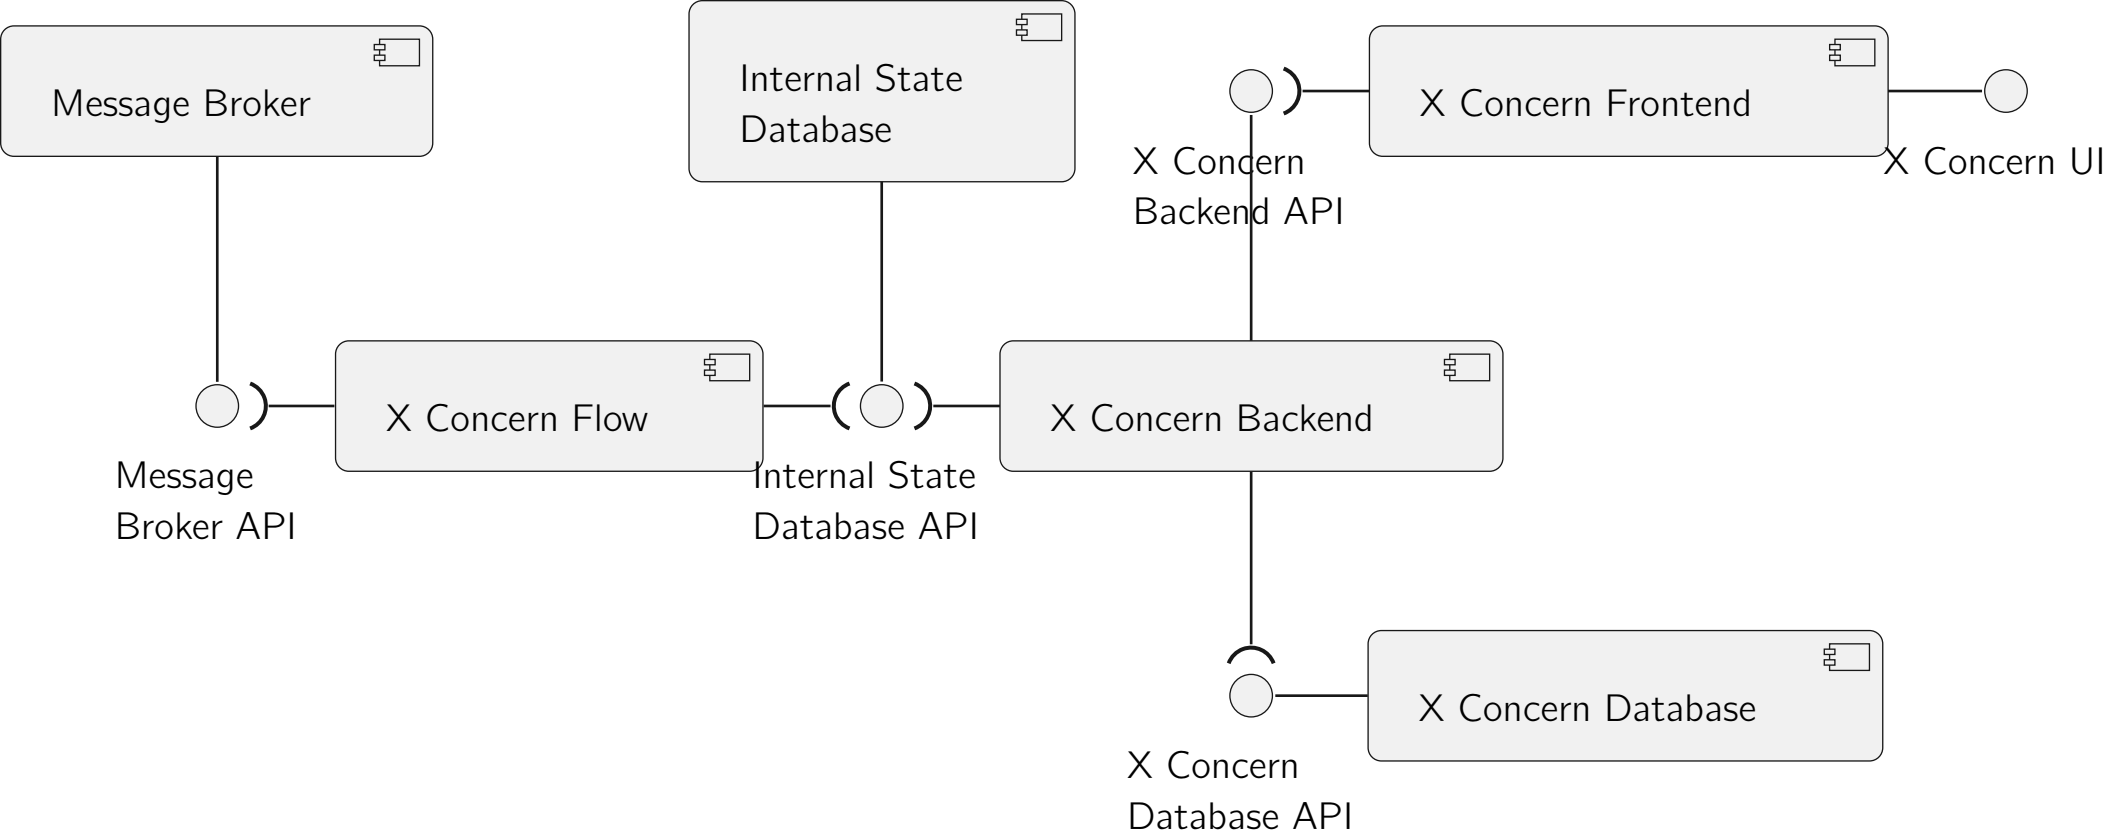 Message Broker
Internal State
Database
X Concern Frontend
X Concern
Backend API
X Concern UI
X Concern Flow
X Concern Backend
Message
Broker API
Internal State
Database API
X Concern Database
X Concern
Database API